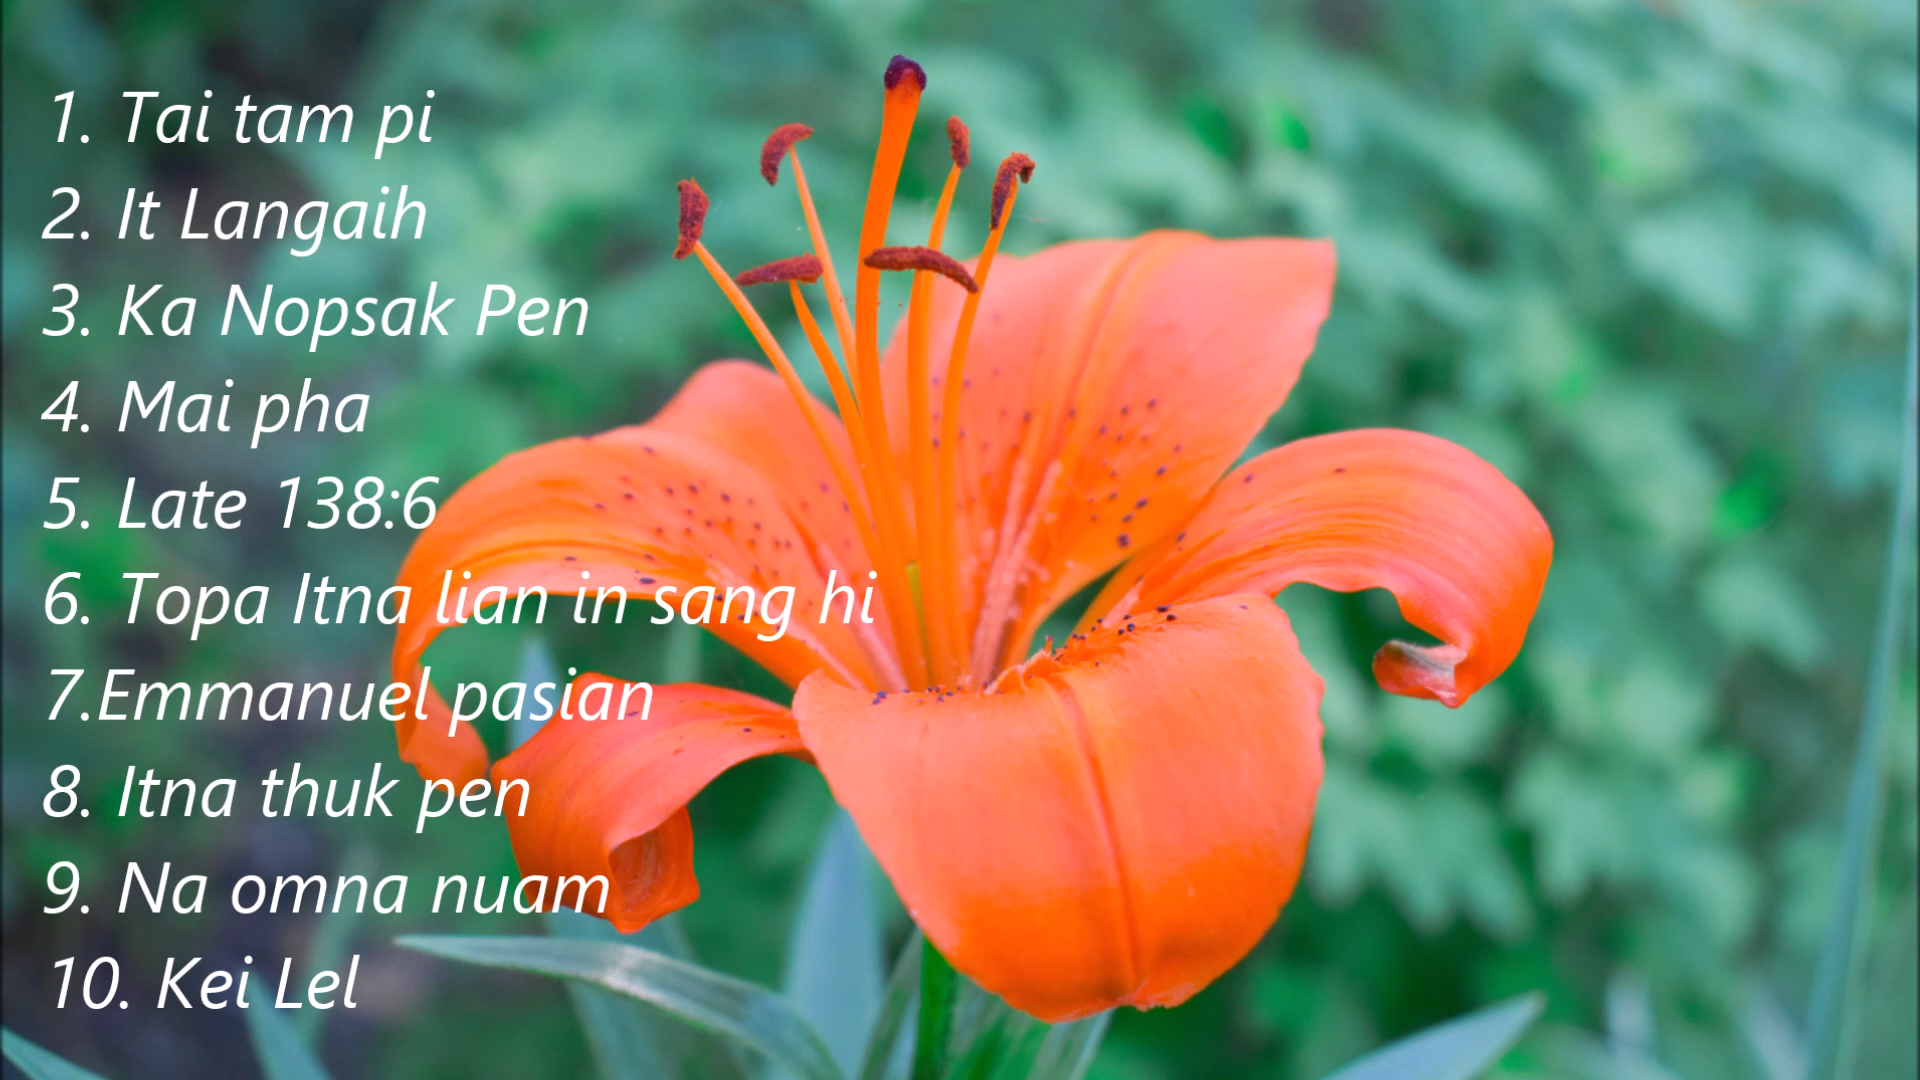 1. Tai tam pi
2. It Langaih
3. Ka Nopsak Pen
4. Mai pha
5. Late 138:6
6. Topa Itna lian in sang hi
7.Emmanuel pasian
8. Itna thuk pen
9. Na omna nuam
10. Kei Lel